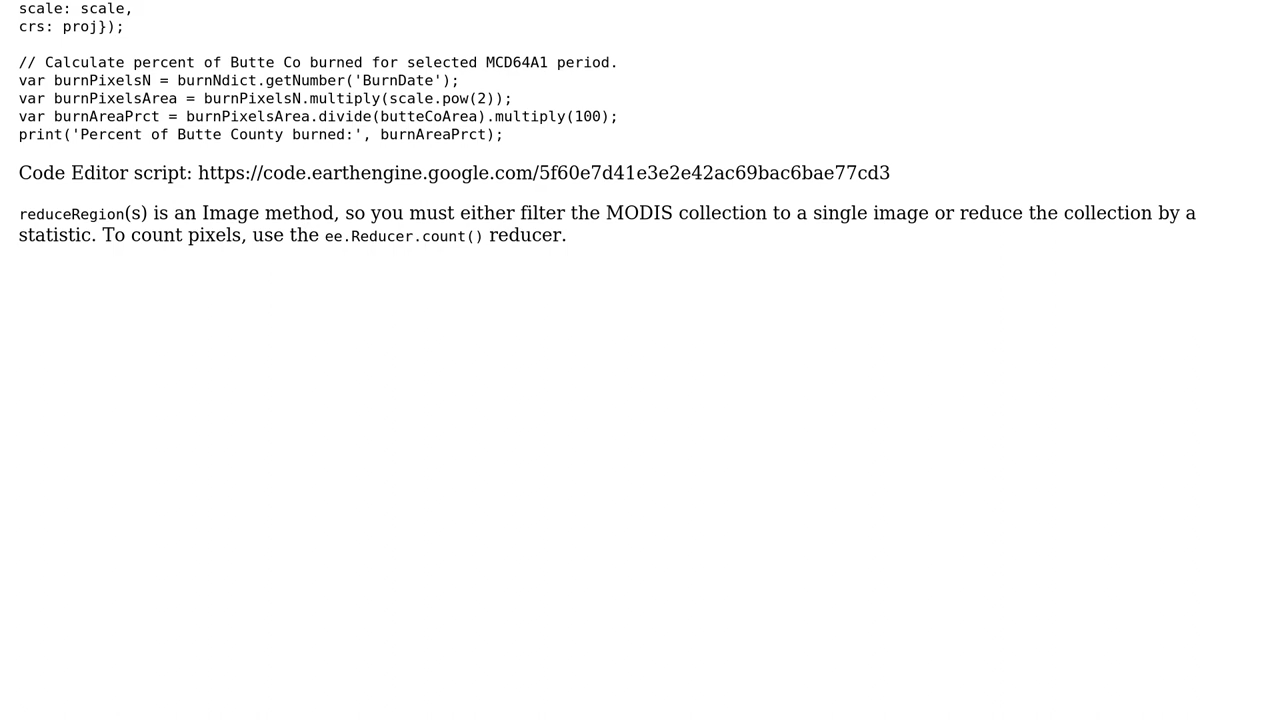 scale: scale,
crs: proj});
// Calculate percent of Butte Co burned for selected MCD64A1 period.
var burnPixelsN = burnNdict.getNumber('BurnDate');
var burnPixelsArea = burnPixelsN.multiply(scale.pow(2));
var burnAreaPrct = burnPixelsArea.divide(butteCoArea).multiply(100);
print('Percent of Butte County burned:', burnAreaPrct);
Code Editor script: https://code.earthengine.google.com/5f60e7d41e3e2e42ac69bac6bae77cd3
reduceRegion(s) is an Image method, so you must either filter the MODIS collection to a single image or reduce the collection by a
statistic. To count pixels, use the ee.Reducer.count() reducer.